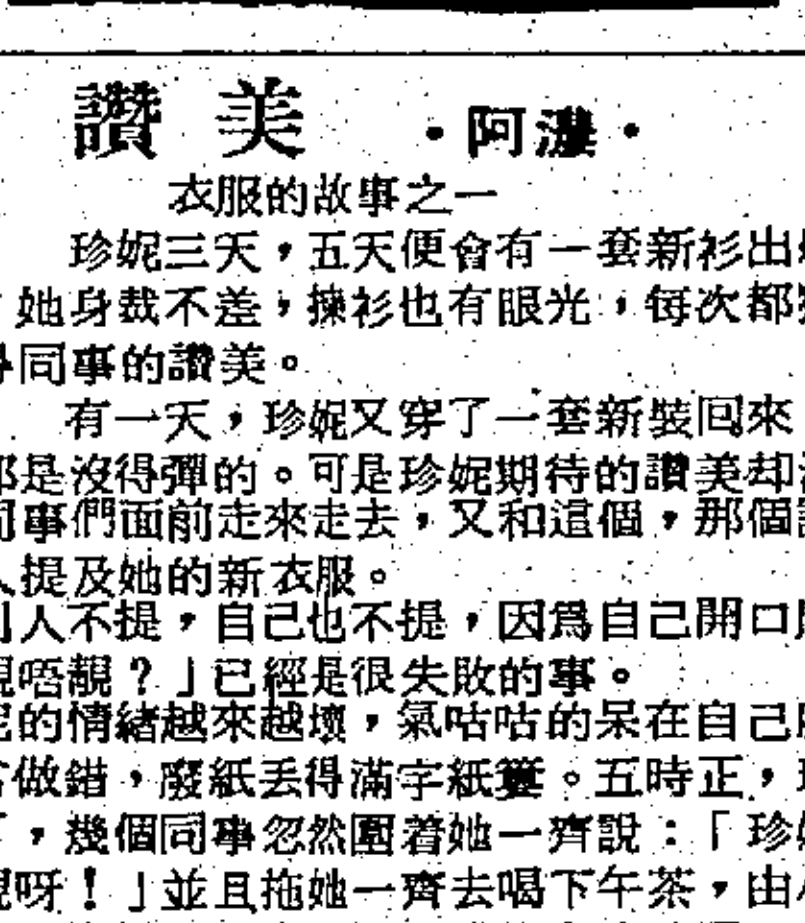 讚美 ·阿濃·
衣服的故事之一
珍妮三天,五天便會有一套新衫出
她身裁不差,揀衫也有眼光,每次都
同事的讚美。
有一天,珍妮又穿了一套新裝回來
是沒得彈的。可是珍妮期待的讚美却
事們面前走來走去,又和這個,那個
提及她的新衣服。
人不提,自己也不提,因爲自己開口
唔靚?」已經是很失敗的事。
的情緒越來越壞,氣咕咕的呆在自己
做錯,廢紙丟得滿字紙簍。五時正,
,幾個同事忽然圍着她一齊說:「珍
呀!」並且拖她一齊去喝下午茶,由